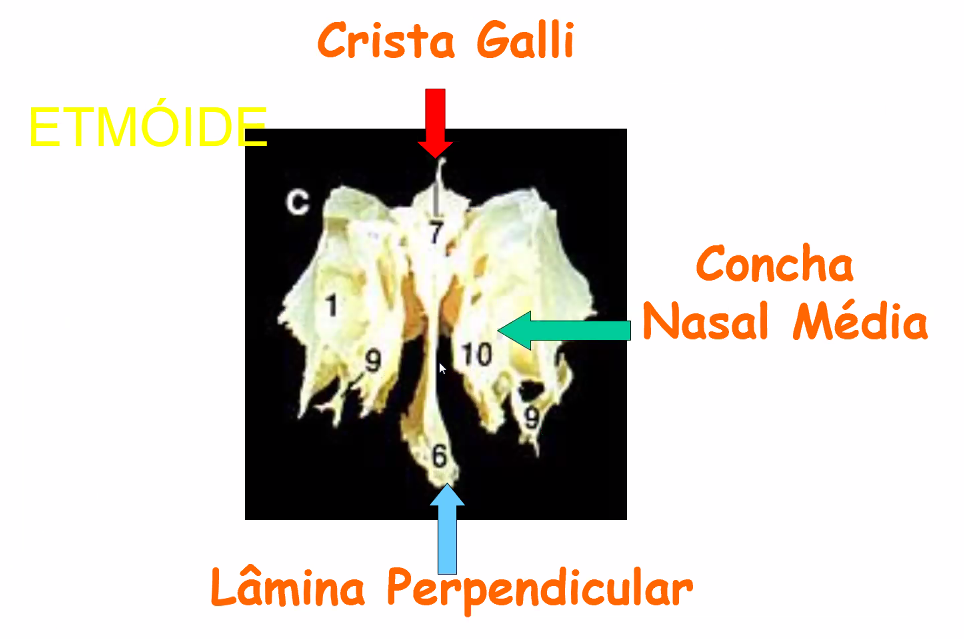 Crista Galli
ETMÓIDE
C
7
1
Concha
Nasal Média
9
10
9
6
Lâmina Perpendicular